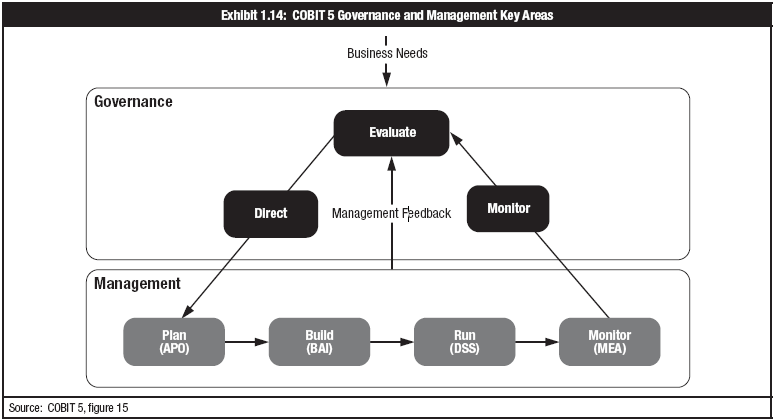 Exhibit 1.14: COBIT 5 Governance and Management Key Areas
Business Needs
Governance
Evaluate
Direct
Management Feedback
Monitor
Management
Plan
(APO)
Build
(BAI)
Run
(DSS)
Monitor
(MEA)
Source: COBIT 5, figure 15